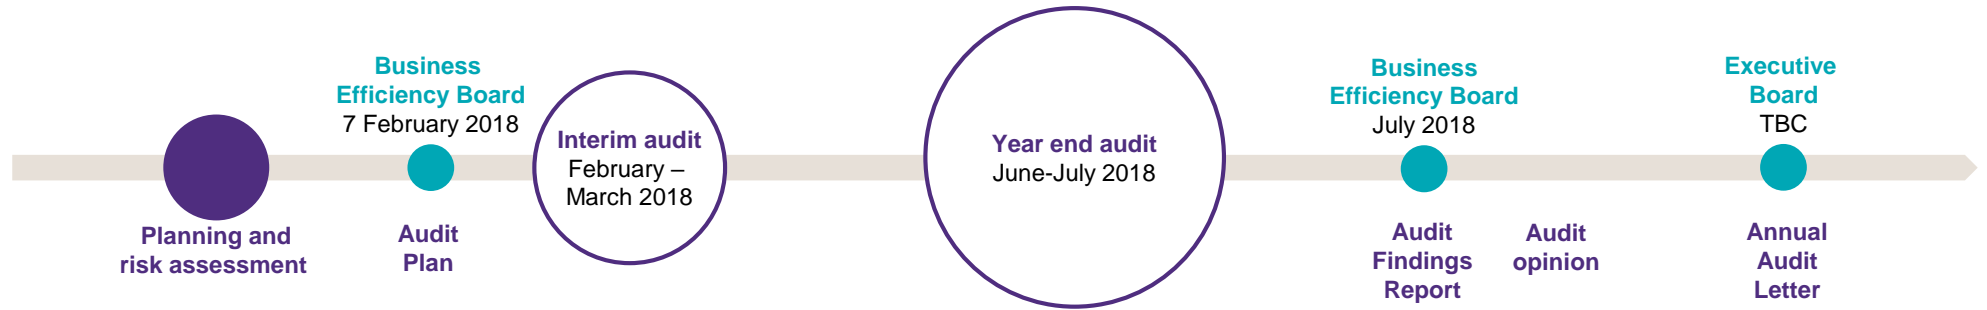 Planning and
risk assessment
Business
Efficiency Board
7 February 2018
Audit
Plan
Interim audit
February –
March 2018
Year end audit
June-July 2018
Business
Efficiency Board
July 2018
Audit
Findings
Report
Audit
opinion
Executive
Board
TBC
Annual
Audit
Letter